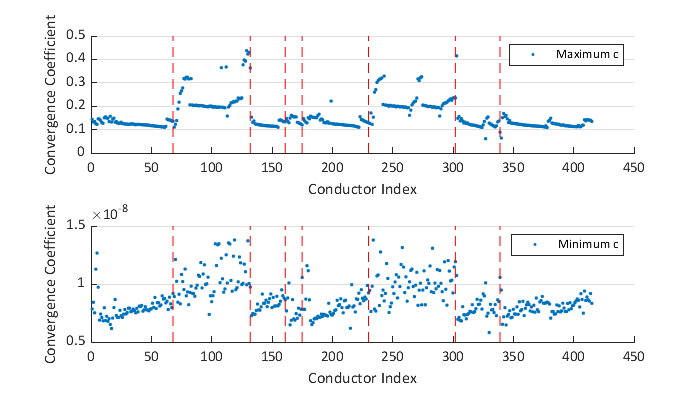 0.5
0.4
0.3
0.2
0.1
0
Convergence Coefficient
Maximum c
0 50 100 150 200 250 300 350 400 450
Conductor Index
×10^-8
1.5
1
0.5
Convergence Coefficient
Minimum c
0 50 100 150 200 250 300 350 400 450
Conductor Index